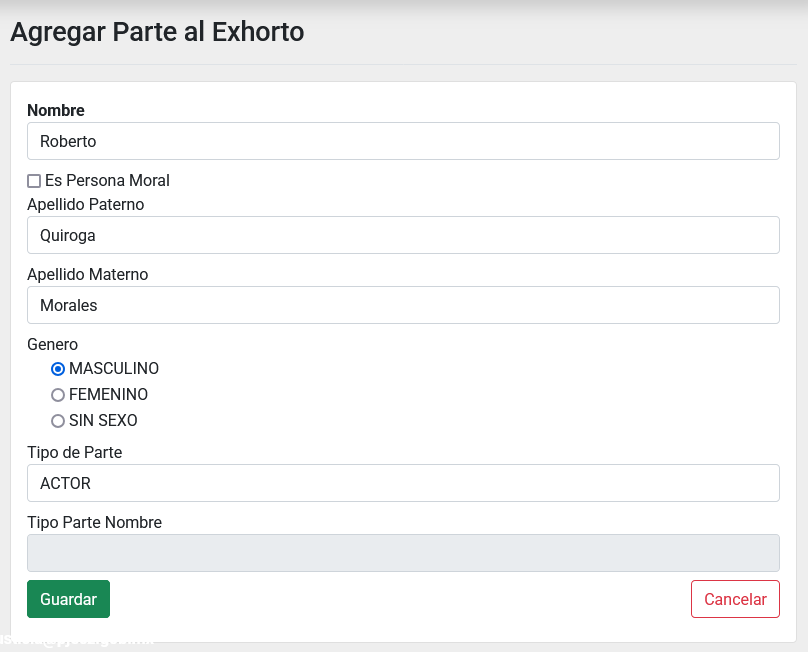 Agregar Parte al Exhorto
Nombre
Roberto
Es Persona Moral
Apellido Paterno
Quiroga
Apellido Materno
Morales
Genero
MASCULINO
FEMENINO
SIN SEXO
Tipo de Parte
ACTOR
Tipo Parte Nombre
Guardar Cancelar